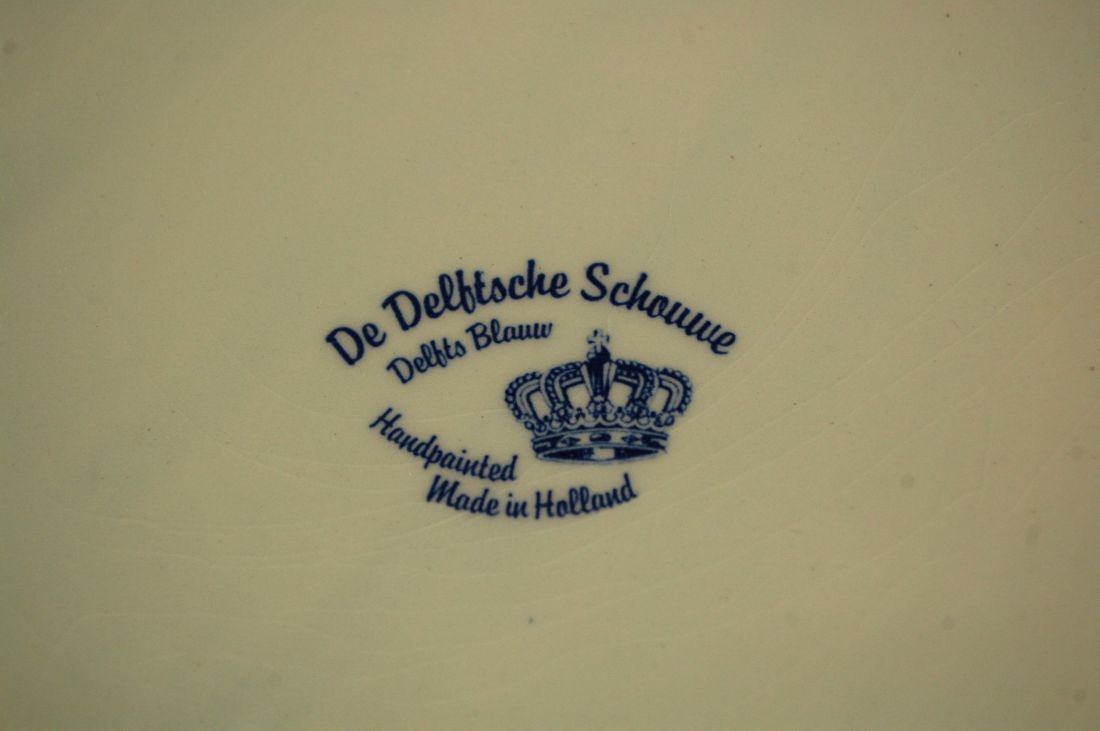 De Delftsche Schouwe
Delfts Blauw
Handpainted
Made in Holland